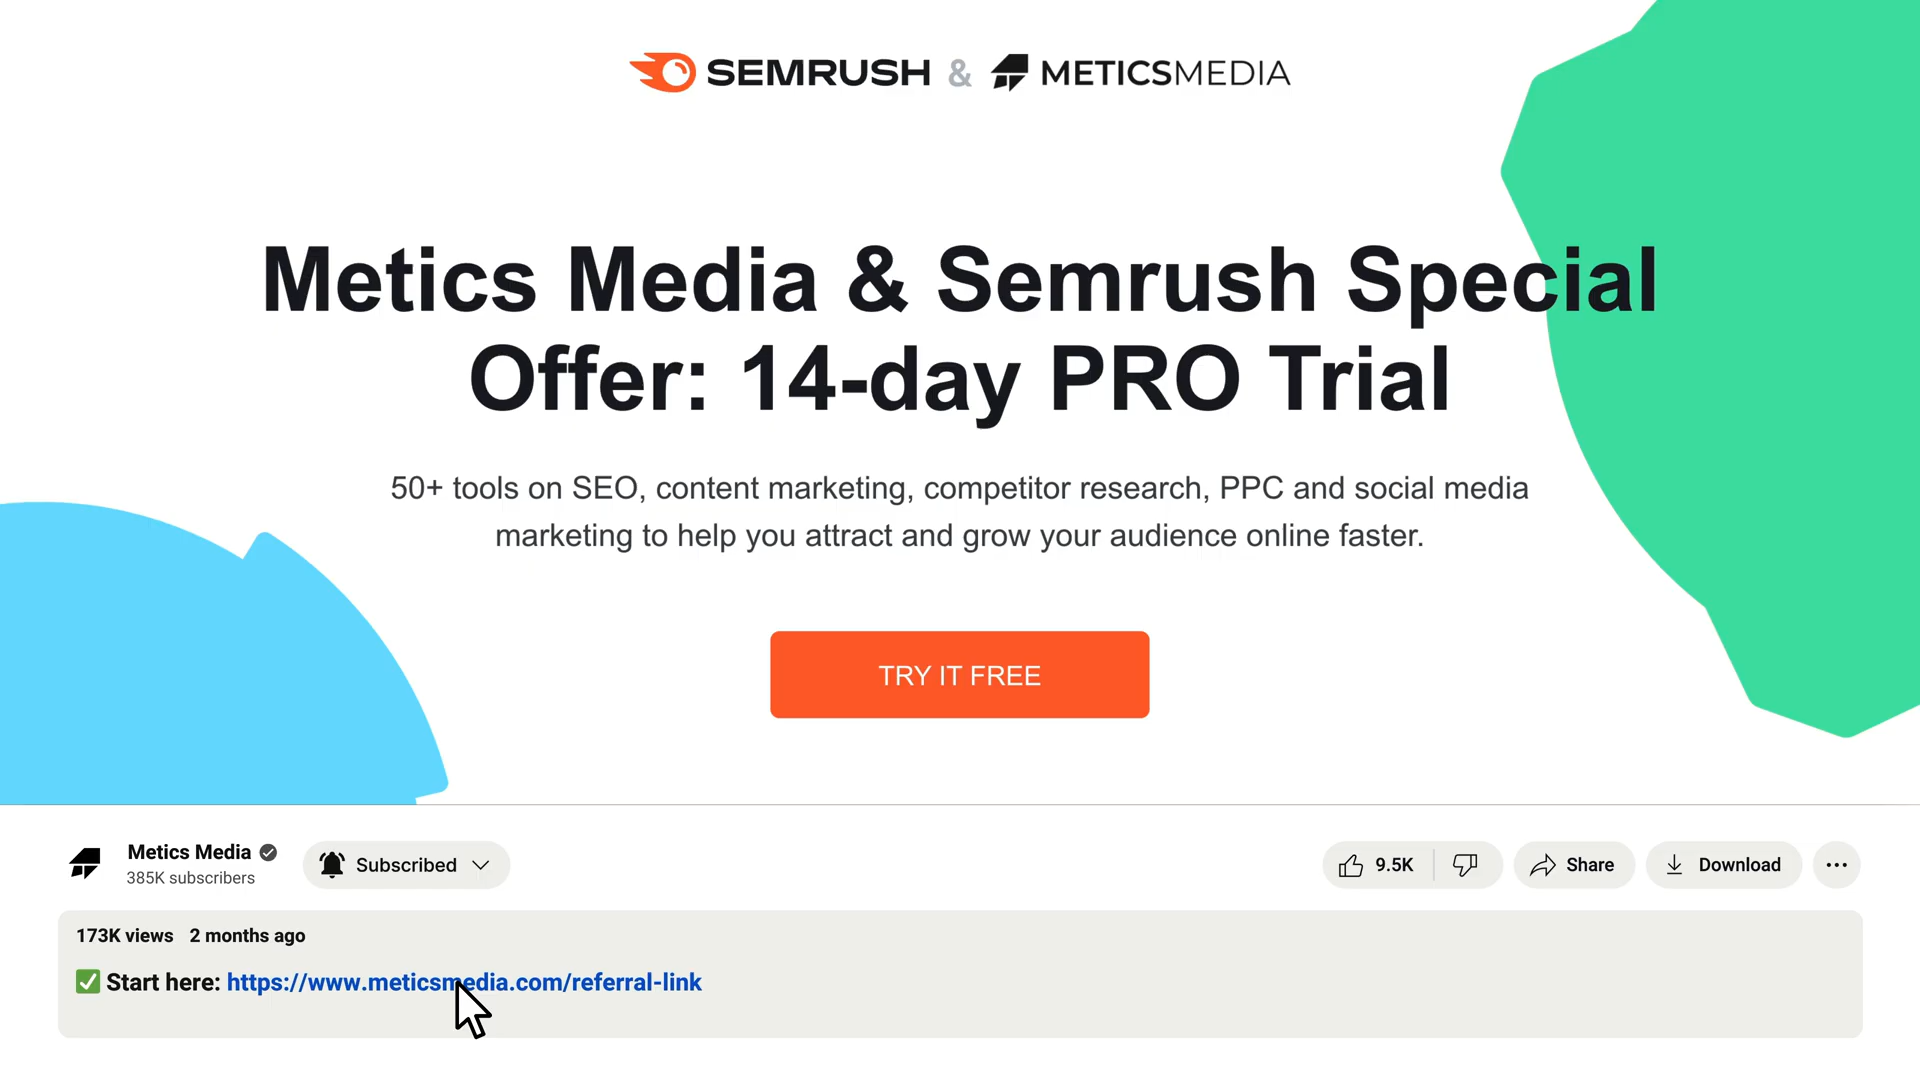 SEMRUSH & METICSMEDIA
Metics Media & Semrush Special
Offer: 14-day PRO Trial
50+ tools on SEO, content marketing, competitor research, PPC and social media
marketing to help you attract and grow your audience online faster.
TRY IT FREE
Metics Media
385K subscribers
Subscribed
9.5K
Share
Download
173K views 2 months ago
Start here: https://www.meticsmedia.com/referral-link